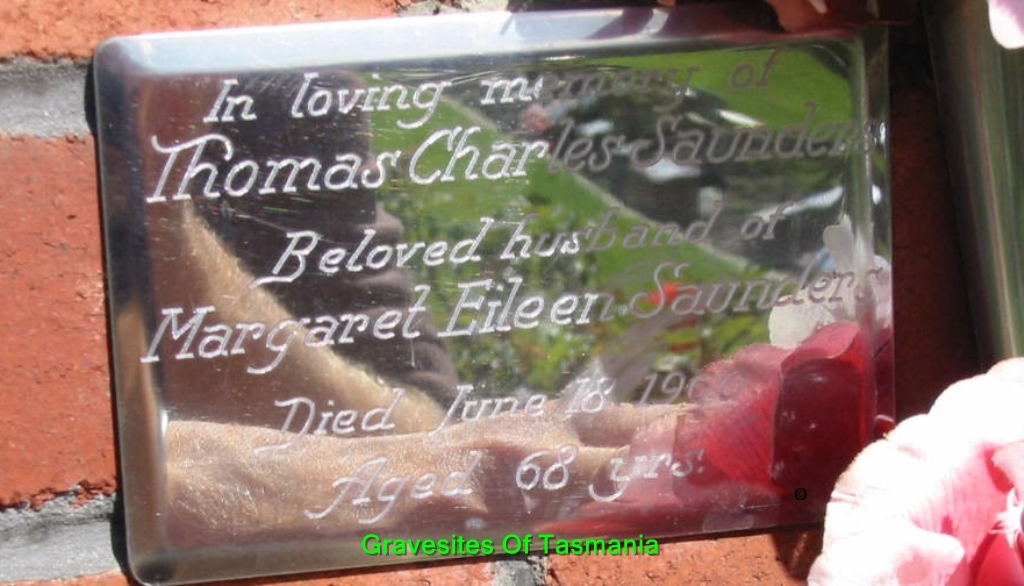 In loving memory of
Thomas Charles Saunders
Beloved husband of
Margaret Eileen Saunders
Died June 18
Aged 68 yrs.
Gravesites Of Tasmania